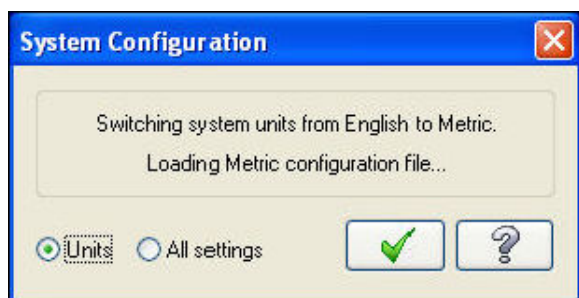 System Configuration
Switching system units from English to Metric.
Loading Metric configuration file...
Units All settings